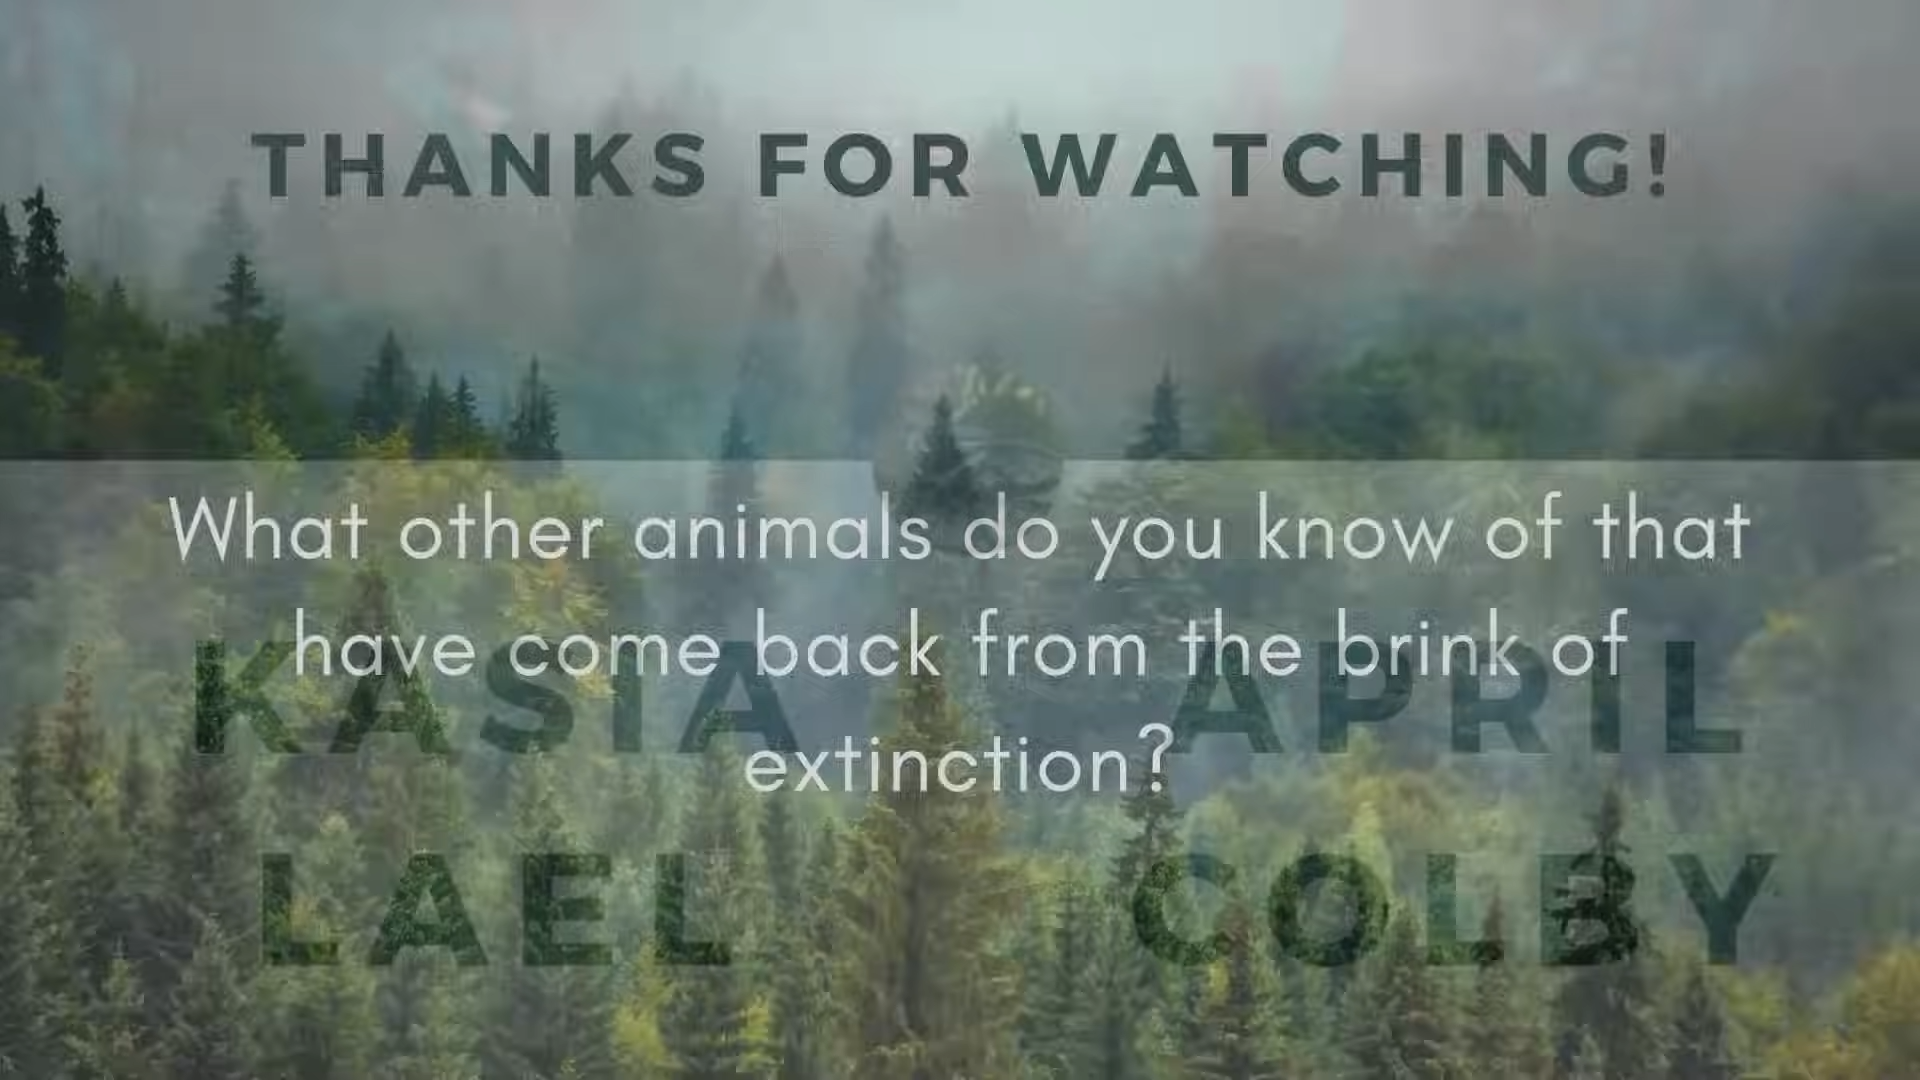 THANKS FOR WATCHING!
What other animals do you know of that
have come back from the brink of
extinction?
KASIA APRIL
LAEL COLBY